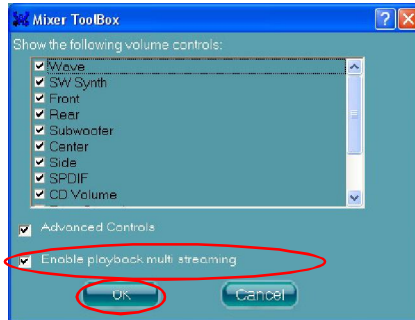 Mixer ToolBox
Show the following volume controls:
Wave
SW Synth
Front
Rear
Subwoofer
Center
Side
SPDIF
CD Volume
Advanced Controls
Enable playback multi streaming
OK
Cancel